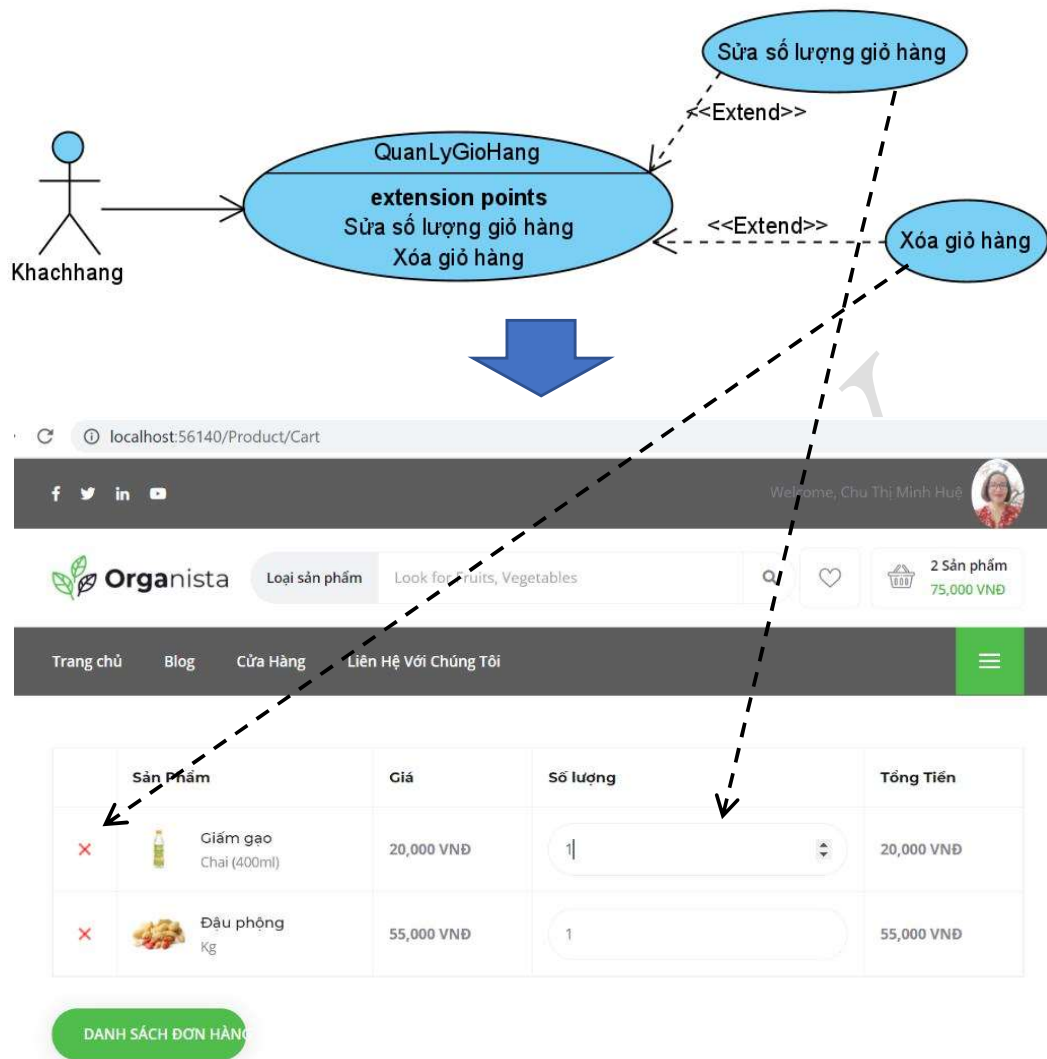 Sửa số lượng giỏ hàng
<<Extend>>
QuanLyGioHang
extension points
Sửa số lượng giỏ hàng
Xóa giỏ hàng
<<Extend>>
Xóa giỏ hàng
Khachhang
localhost:56140/Product/Cart
Welcome, Chu Thị Minh Huệ
Organista
Loại sản phẩm
Look for Fruits, Vegetables
2 Sản phẩm
75,000 VNĐ
Trang chủ Blog Cửa Hàng Liên Hệ Với Chúng Tôi
Sản Phẩm Giá Số lượng Tổng Tiền
Giấm gạo
Chai (400ml)
20,000 VNĐ 1 20,000 VNĐ
Đậu phộng
Kg
55,000 VNĐ 1 55,000 VNĐ
DANH SÁCH ĐƠN HÀNG